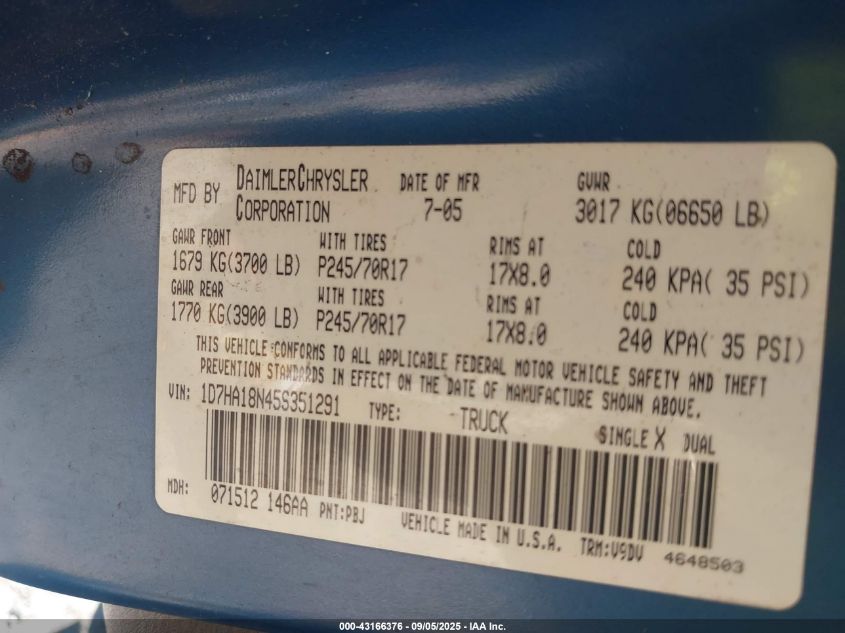 MFD BY DAIMLERCHRYSLER CORPORATION DATE OF MFR 7-05 GVWR 3017 KG(06650 LB)
GAWR FRONT WITH TIRES RIMS AT COLD
1679 KG(3700 LB) P245/70R17 17X8.0 240 KPA( 35 PSI)
GAWR REAR WITH TIRES RIMS AT COLD
1770 KG(3900 LB) P245/70R17 17X8.0 240 KPA( 35 PSI)
THIS VEHICLE CONFORMS TO ALL APPLICABLE FEDERAL MOTOR VEHICLE SAFETY AND THEFT
PREVENTION STANDARDS IN EFFECT ON THE DATE OF MANUFACTURE SHOWN ABOVE.
VIN: 1D7HA18N45S351291 TYPE: TRUCK SINGLE X DUAL
MDH: 071512 146AA PNT:PBJ VEHICLE MADE IN U.S.A. TRM:V9DV 4648503
000-43166376 - 09/05/2025 - IAA Inc.